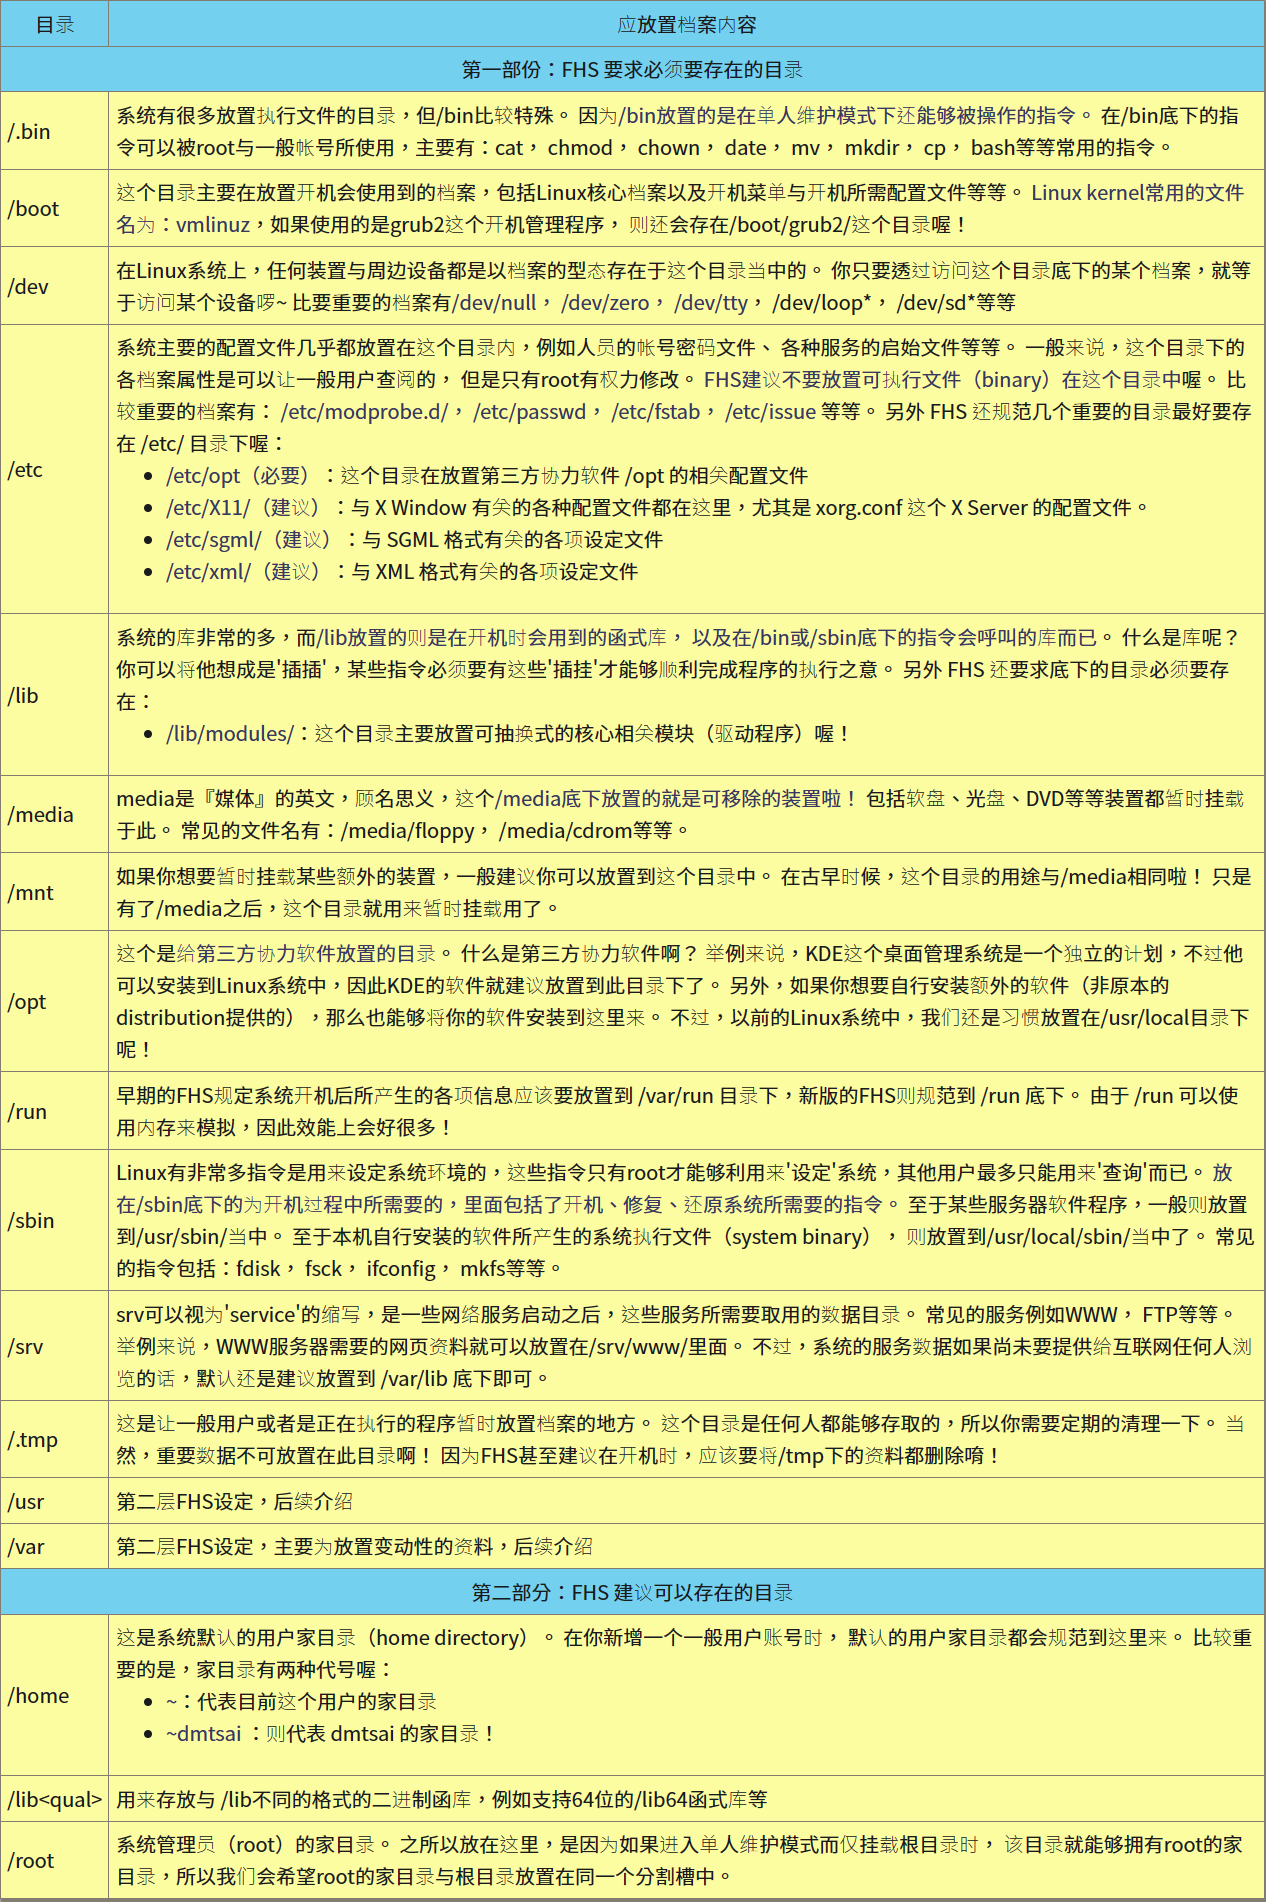 目录 应放置档案内容
第一部份：FHS 要求必须要存在的目录
/.bin
系统有很多放置执行文件的目录，但/bin比较特殊。 因为/bin放置的是在单人维护模式下还能够被操作的指令。 在/bin底下的指
令可以被root与一般帐号所使用，主要有：cat， chmod， chown， date， mv， mkdir， cp， bash等等常用的指令。
/boot
这个目录主要在放置开机会使用到的档案，包括Linux核心档案以及开机菜单与开机所需配置文件等等。 Linux kernel常用的文件
名为：vmlinuz，如果使用的是grub2这个开机管理程序， 则还会存在/boot/grub2/这个目录喔！
/dev
在Linux系统上，任何装置与周边设备都是以档案的型态存在于这个目录当中的。 你只要透过访问这个目录底下的某个档案，就等
于访问某个设备啰~ 比要重要的档案有/dev/null， /dev/zero， /dev/tty， /dev/loop*， /dev/sd*等等
/etc
系统主要的配置文件几乎都放置在这个目录内，例如人员的帐号密码文件、 各种服务的启始文件等等。 一般来说，这个目录下的
各档案属性是可以让一般用户查阅的， 但是只有root有权力修改。 FHS建议不要放置可执行文件（binary）在这个目录中喔。 比
较重要的档案有： /etc/modprobe.d/， /etc/passwd， /etc/fstab， /etc/issue 等等。 另外 FHS 还规范几个重要的目录最好要存
在 /etc/ 目录下喔：
• /etc/opt（必要）：这个目录在放置第三方协力软件 /opt 的相关配置文件
• /etc/X11/（建议）：与 X Window 有关的各种配置文件都在这里，尤其是 xorg.conf 这个 X Server 的配置文件。
• /etc/sgml/（建议）：与 SGML 格式有关的各项设定文件
• /etc/xml/（建议）：与 XML 格式有关的各项设定文件
/lib
系统的库非常的多，而/lib放置的则是在开机时会用到的函式库， 以及在/bin或/sbin底下的指令会呼叫的库而已。 什么是库呢？
你可以将他想成是'插插'，某些指令必须要有这些'插挂'才能够顺利完成程序的执行之意。 另外 FHS 还要求底下的目录必须要存
在：
• /lib/modules/：这个目录主要放置可抽换式的核心相关模块（驱动程序）喔！
/media
media是『媒体』的英文，顾名思义，这个/media底下放置的就是可移除的装置啦！ 包括软盘、光盘、DVD等等装置都暂时挂载
于此。 常见的文件名有：/media/floppy， /media/cdrom等等。
/mnt
如果你想要暂时挂载某些额外的装置，一般建议你可以放置到这个目录中。 在古早时候，这个目录的用途与/media相同啦！ 只是
有了/media之后，这个目录就用来暂时挂载用了。
/opt
这个是给第三方协力软件放置的目录。 什么是第三方协力软件啊？ 举例来说，KDE这个桌面管理系统是一个独立的计划，不过他
可以安装到Linux系统中，因此KDE的软件就建议放置到此目录下了。 另外，如果你想要自行安装额外的软件（非原本的
distribution提供的），那么也能够将你的软件安装到这里来。 不过，以前的Linux系统中，我们还是习惯放置在/usr/local目录下
呢！
/run
早期的FHS规定系统开机后所产生的各项信息应该要放置到 /var/run 目录下，新版的FHS则规范到 /run 底下。 由于 /run 可以使
用内存来模拟，因此效能上会好很多！
/sbin
Linux有非常多指令是用来设定系统环境的，这些指令只有root才能够利用来'设定'系统，其他用户最多只能用来'查询'而已。 放
在/sbin底下的为开机过程中所需要的，里面包括了开机、修复、还原系统所需要的指令。 至于某些服务器软件程序，一般则放置
到/usr/sbin/当中。 至于本机自行安装的软件所产生的系统执行文件（system binary）， 则放置到/usr/local/sbin/当中了。 常见
的指令包括：fdisk， fsck， ifconfig， mkfs等等。
/srv
srv可以视为'service'的缩写，是一些网络服务启动之后，这些服务所需要取用的数据目录。 常见的服务例如WWW， FTP等等。
举例来说，WWW服务器需要的网页资料就可以放置在/srv/www/里面。 不过，系统的服务数据如果尚未要提供给互联网任何人浏
览的话，默认还是建议放置到 /var/lib 底下即可。
/.tmp
这是让一般用户或者是正在执行的程序暂时放置档案的地方。 这个目录是任何人都能够存取的，所以你需要定期的清理一下。 当
然，重要数据不可放置在此目录啊！ 因为FHS甚至建议在开机时，应该要将/tmp下的资料都删除唷！
/usr 第二层FHS设定，后续介绍
/var 第二层FHS设定，主要为放置变动性的资料，后续介绍
第二部分：FHS 建议可以存在的目录
/home
这是系统默认的用户家目录（home directory）。 在你新增一个一般用户账号时， 默认的用户家目录都会规范到这里来。 比较重
要的是，家目录有两种代号喔：
• ~：代表目前这个用户的家目录
• ~dmtsai ：则代表 dmtsai 的家目录！
/lib<qual> 用来存放与 /lib不同的格式的二进制函库，例如支持64位的/lib64函式库等
/root
系统管理员（root）的家目录。 之所以放在这里，是因为如果进入单人维护模式而仅挂载根目录时， 该目录就能够拥有root的家
目录，所以我们会希望root的家目录与根目录放置在同一个分割槽中。